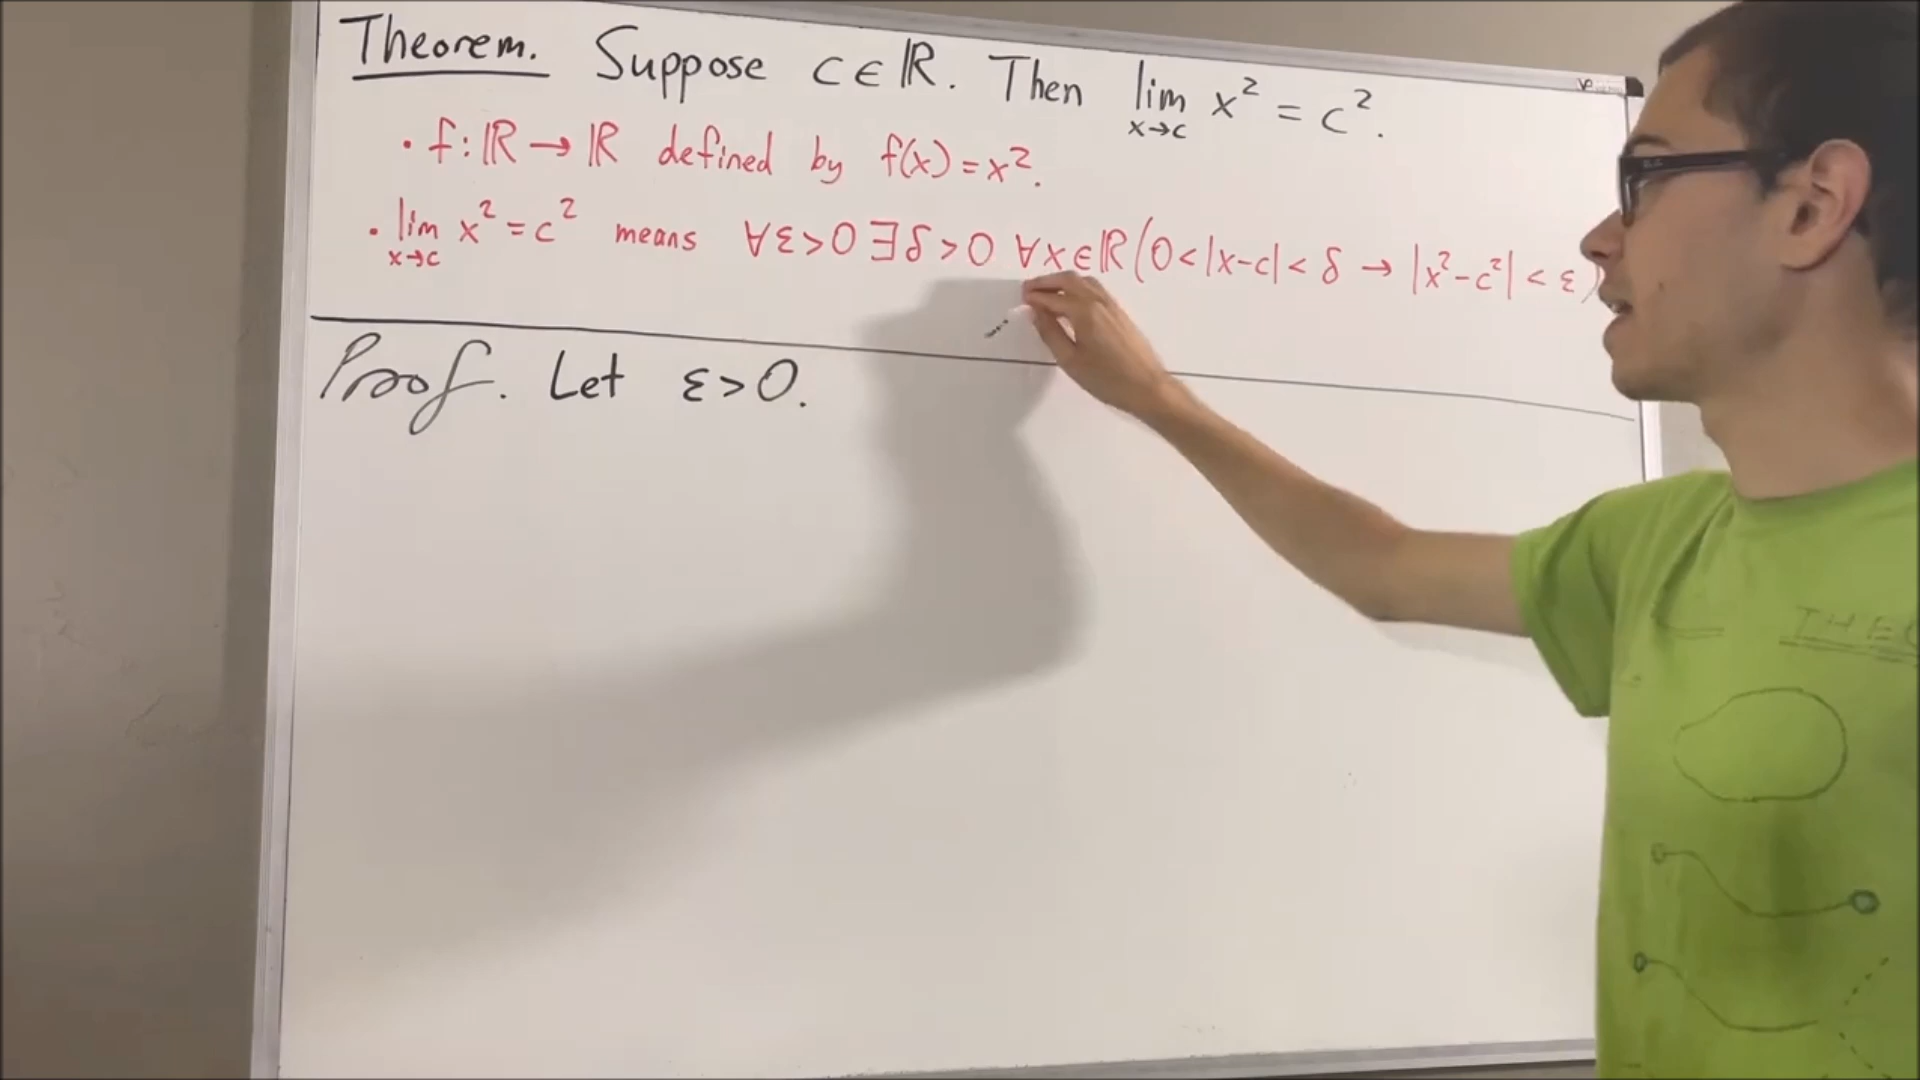 Theorem. Suppose c∈ℝ. Then lim x→c x² = c².
• f: ℝ → ℝ defined by f(x) = x².
• lim x→c x² = c² means ∀ε>0 ∃δ>0 ∀x∈ℝ (0<|x-c|<δ → |x²-c²|<ε)
Proof. Let ε>0.